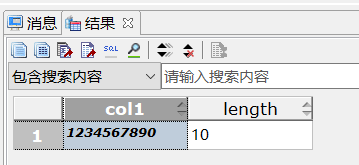 消息 结果
SQL
包含搜索内容 请输入搜索内容
col1 length
1 1234567890 10